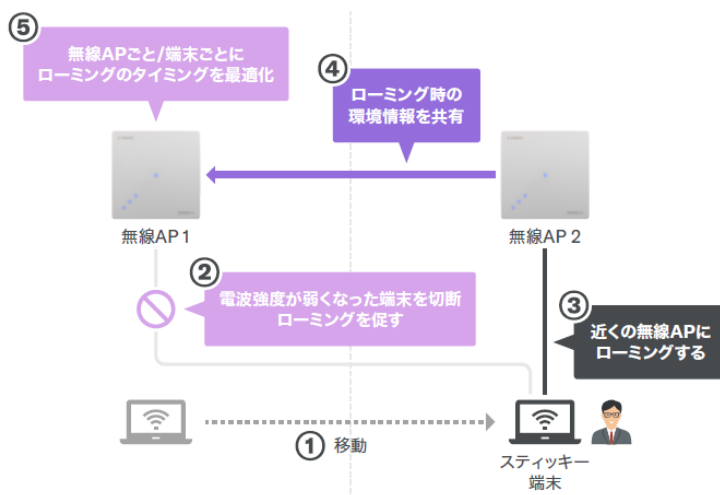 ⑤
無線APごと/端末ごとに
ローミングのタイミングを最適化
④
ローミング時の
環境情報を共有
無線AP 1
無線AP 2
②
電波強度が弱くなった端末を切断
ローミングを促す
③
近くの無線APに
ローミングする
① 移動
スティッキー
端末